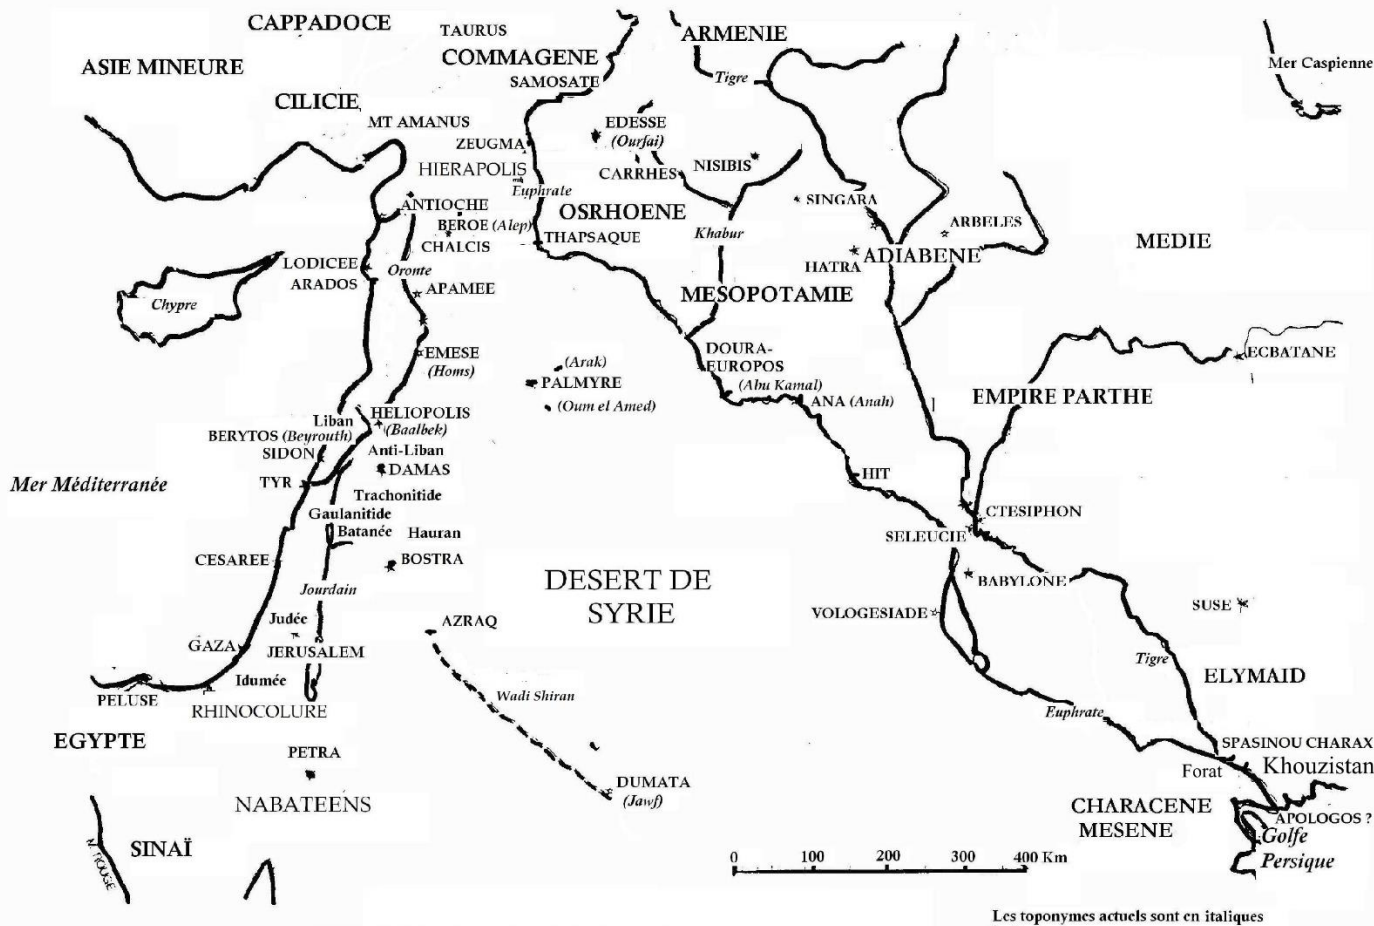 CAPPADOCE
TAURUS
ARMENIE
COMMAGENE
ASIE MINEURE
Mer Caspienne
Tigre
SAMOSATE
CILICIE
MT AMANUS
EDESSE
(Ourfai)
ZEUGMA
HIERAPOLIS
CARRHES
NISIBIS
Euphrate
SINGARA
ANTIOCHE
OSRHOENE
BEROE (Alep)
ARBELES
Khabur
THAPSAQUE
CHALCIS
MEDIE
ADIABENE
LODICEE
Oronte
HATRA
ARADOS
APAMEE
MESOPOTAMIE
Chypre
DOURA-
EUROPOS
ECBATANE
EMESE
(Homs)
(Arak)
PALMYRE
(Abu Kamal)
EMPIRE PARTHE
ANA (Anah)
(Oum el Amed)
HELIOPOLIS
(Baalbek)
Liban
BERYTOS (Beyrouth)
SIDON
Anti-Liban
DAMAS
HIT
Mer Méditerranée
TYR
Trachonitide
Gaulanitide
Batanée
Hauran
CTESIPHON
SELEUCIE
CESAREE
BOSTRA
DESERT DE
SYRIE
BABYLONE
Jourdain
SUSE
VOLOGESIADE
Judée
AZRAQ
GAZA
JERUSALEM
Tigre
ELYMAID
Idumée
PELUSE
RHINOCOLURE
Wadi Shiran
Euphrate
EGYPTE
PETRA
SPASINOU CHARAX
Forat
Khouzistan
DUMATA
(Jawf)
NABATEENS
CHARACENE
MESENE
APOLOGOS ?
Golfe
Persique
SINAÏ
M. ROUGE
0 100 200 300 400 Km
Les toponymes actuels sont en italiques